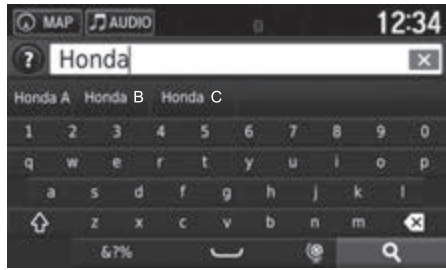 MAP AUDIO 12:34
? Honda
Honda A Honda B Honda C
1 2 3 4 5 6 7 8 9 0
q w e r t y u i o p
a s d f g h j k l
z x c v b n m
&?%